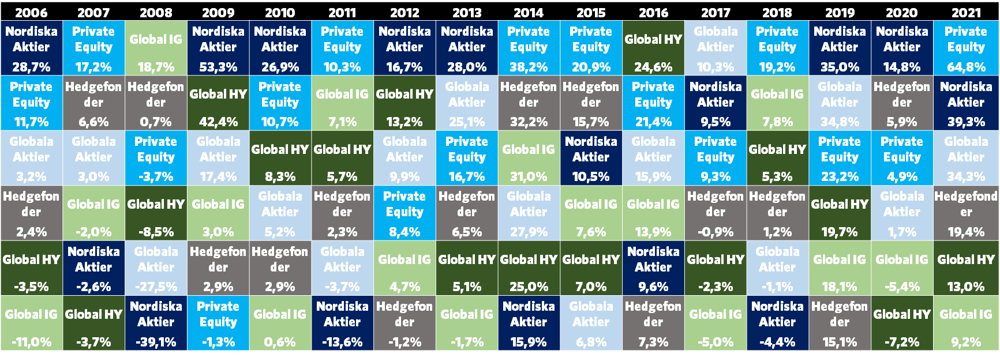 2006 2007 2008 2009 2010 2011 2012 2013 2014 2015 2016 2017 2018 2019 2020 2021
Nordiska Private Global IG Nordiska Nordiska Private Nordiska Nordiska Private Private Global HY Globala Private Nordiska Nordiska Private
Aktier Equity Aktier Aktier Equity Aktier Aktier Equity Equity Aktier Equity Aktier Aktier Equity
28,7% 17,2% 18,7% 53,3% 26,9% 10,3% 16,7% 28,0% 38,2% 20,9% 24,6% 10,3% 19,2% 35,0% 14,8% 64,8%
Private Hedgefon Hedgefon Global HY Private Global IG Global HY Globala Hedgefon Hedgefon Private Nordiska Global IG Globala Hedgefon Nordiska
Equity der der Equity Aktier der der Equity Aktier Aktier der Aktier
11,7% 6,6% 0,7% 42,4% 10,7% 7,1% 13,2% 25,1% 32,2% 15,7% 21,4% 9,5% 7,8% 34,8% 5,9% 39,3%
Globala Globala Private Globala Global HY Global HY Globala Private Global IG Nordiska Globala Private Global HY Private Private Globala
Aktier Aktier Equity Aktier Aktier Equity Aktier Aktier Equity Equity Equity Aktier
3,2% 3,0% -3,7% 17,4% 8,3% 5,7% 9,9% 16,7% 31,0% 10,5% 15,9% 9,3% 5,3% 23,2% 4,9% 34,3%
Hedgefon Global IG Global HY Global IG Globala Hedgefon Private Hedgefon Globala Global IG Global IG Hedgefon Hedgefon Global HY Globala Hedgefond
der Aktier der Equity der Aktier der der Aktier er
2,4% -2,0% -8,5% 3,0% 5,2% 2,3% 8,4% 6,5% 27,9% 7,6% 13,9% -0,9% 1,2% 19,7% 1,7% 19,4%
Global HY Nordiska Globala Hedgefon Hedgefon Globala Global IG Global HY Global HY Global HY Nordiska Global HY Globala Global IG Global IG Global HY
Aktier Aktier der der Aktier Aktier Aktier
-3,5% -2,6% -27,5% 2,9% 2,9% -3,7% 4,7% 5,1% 25,0% 7,0% 9,6% -2,3% -1,1% 18,1% -5,4% 13,0%
Global IG Global HY Nordiska Private Global IG Nordiska Hedgefon Global IG Nordiska Globala Hedgefon Global IG Nordiska Hedgefon Global HY Global IG
Aktier Equity Aktier der Aktier Aktier der Aktier der
-11,0% -3,7% -39,1% -1,3% 0,6% -13,6% -1,2% -1,7% 15,9% 6,8% 7,3% -5,0% -4,4% 15,1% -7,2% 9,2%